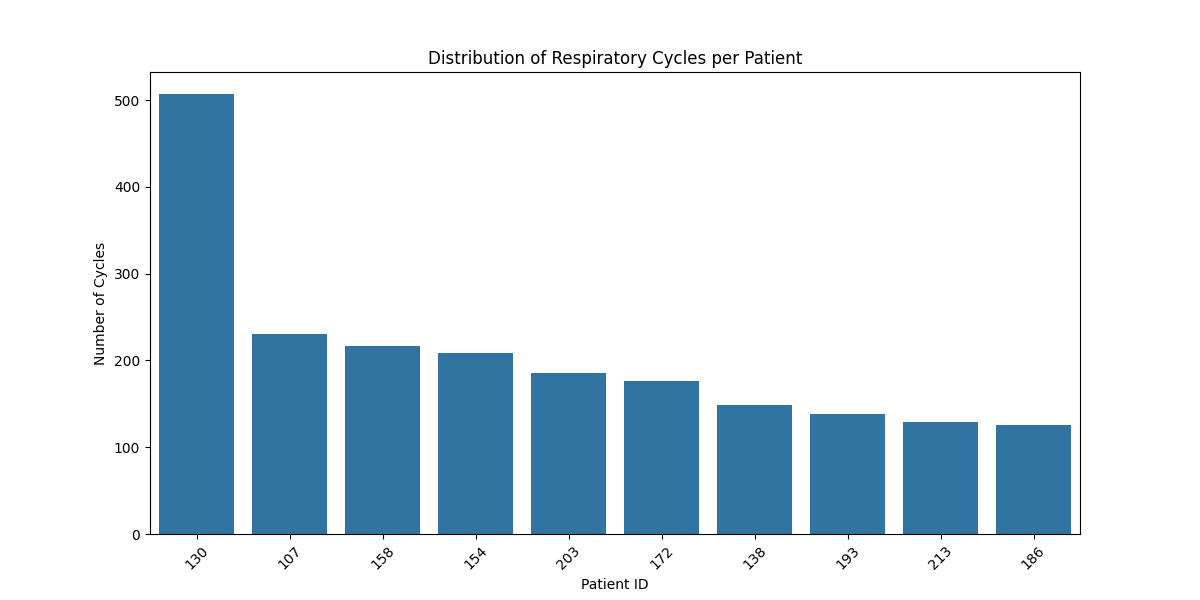 Distribution of Respiratory Cycles per Patient
500
400
300
200
100
0
Number of Cycles
130 107 158 154 203 172 138 193 213 186
Patient ID